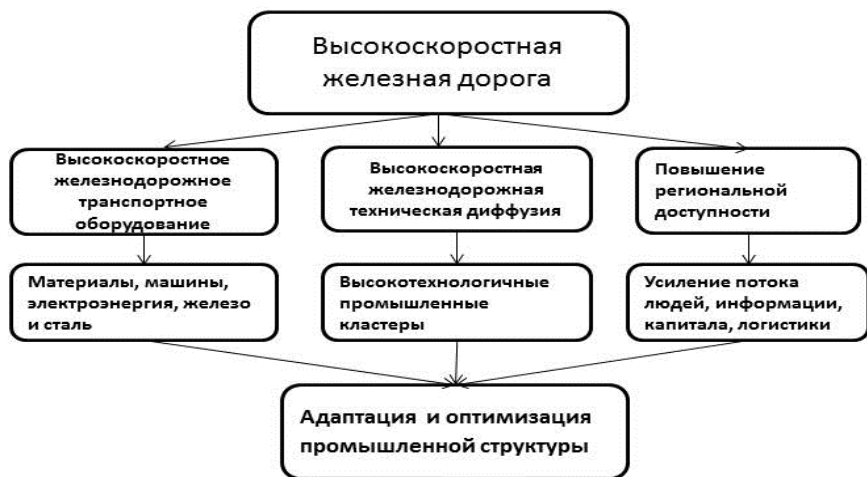 Высокоскоростная
железная дорога
Высокоскоростное
железнодорожное
транспортное
оборудование
Высокоскоростная
железнодорожная
техническая диффузия
Повышение
региональной
доступности
Материалы, машины,
электроэнергия, железо
и сталь
Высокотехнологичные
промышленные
кластеры
Усиление потока
людей, информации,
капитала, логистики
Адаптация и оптимизация
промышленной структуры